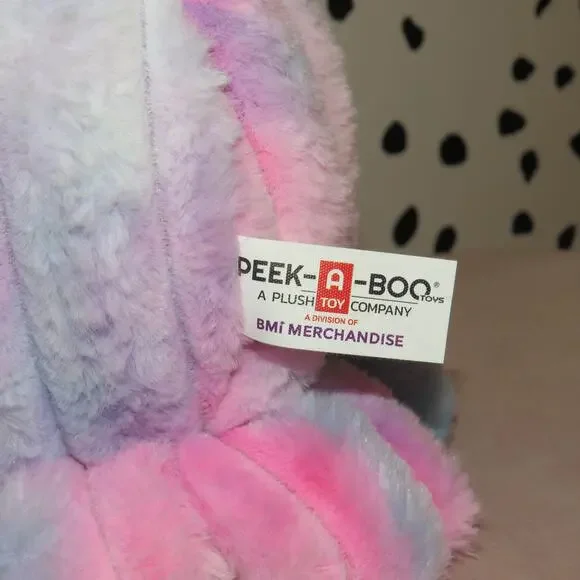 PEEK-A-BOO® TOYS
A PLUSH TOY COMPANY
A DIVISION OF
BMi MERCHANDISE